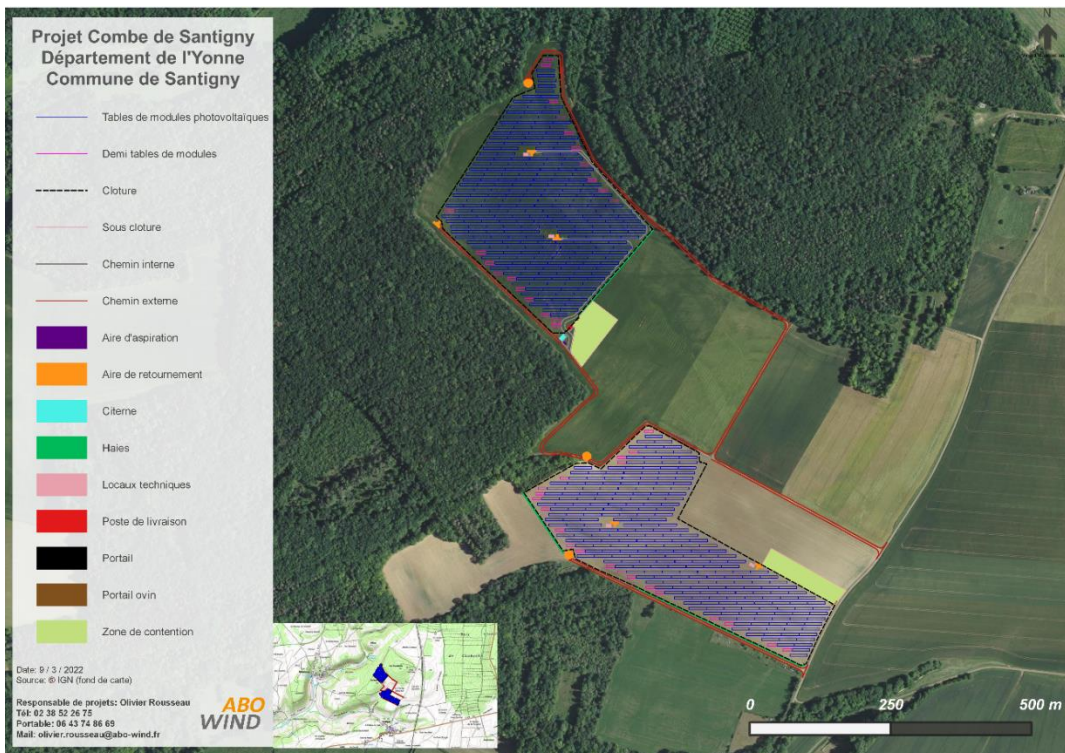 Projet Combe de Santigny
Département de l'Yonne
Commune de Santigny
Tables de modules photovoltaïques
Demi tables de modules
Cloture
Sous cloture
Chemin interne
Chemin externe
Aire d'aspiration
Aire de retournement
Citerne
Haies
Locaux techniques
Poste de livraison
Portail
Portail ovin
Zone de contention
Date: 9 / 3 / 2022
Source: © IGN (fond de carte)
Responsable de projets: Olivier Rousseau
Tél: 02 38 52 26 75
Portable: 06 43 74 86 69
Mail: olivier.rousseau@abo-wind.fr
ABO
WIND
N
0 250 500 m